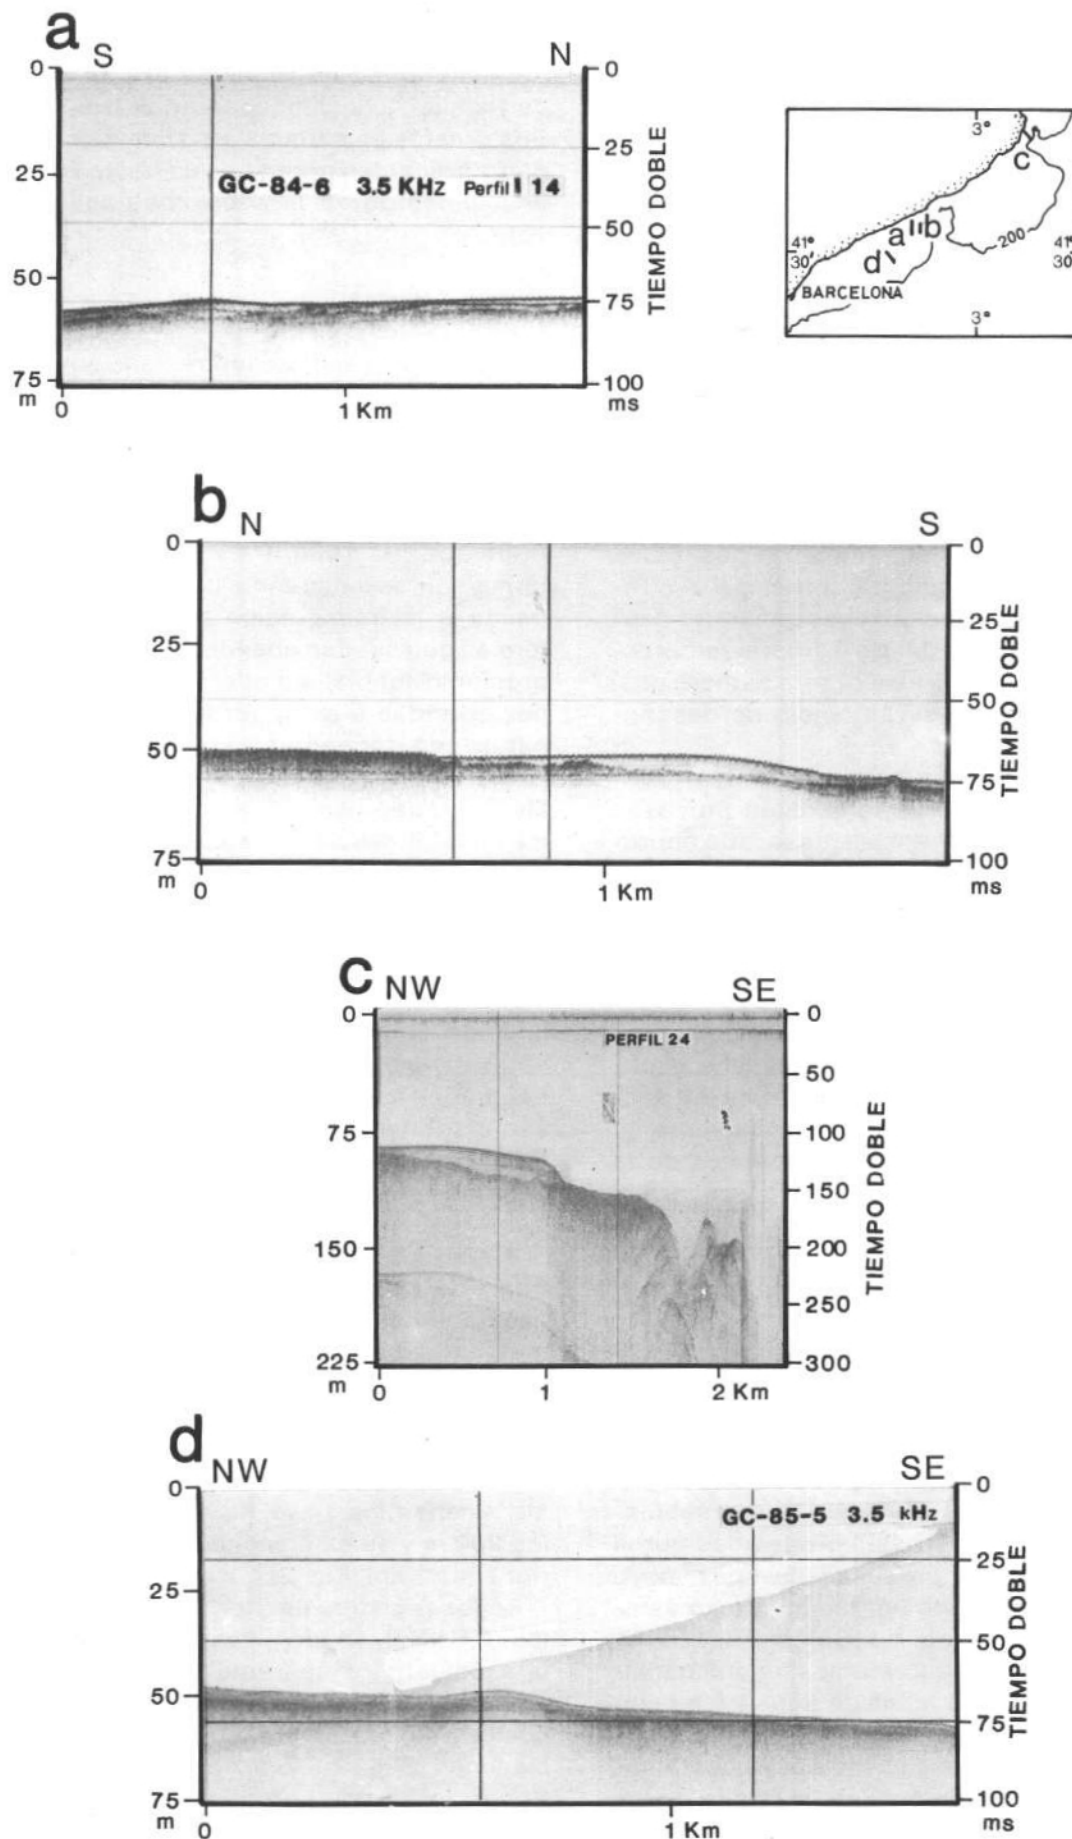 a
S N
0 0
25 25
GC-84-6 3.5 KHz Perfil 14
50 50
75 75
100
m ms
0 1 Km
TIEMPO DOBLE
3°
c
a b
200
41° 30' 41° 30'
d
BARCELONA
3°
b
N S
0 0
25 25
50 50
75 75
100
m ms
0 1 Km
TIEMPO DOBLE
c
NW SE
0 0
PERFIL 24
50
75 100
150
150 200
250
225 300
m
0 1 2 Km
TIEMPO DOBLE
d
NW SE
0 0
GC-85-5 3.5 kHz
25 25
50 50
75 75
100
m ms
0 1 Km
TIEMPO DOBLE